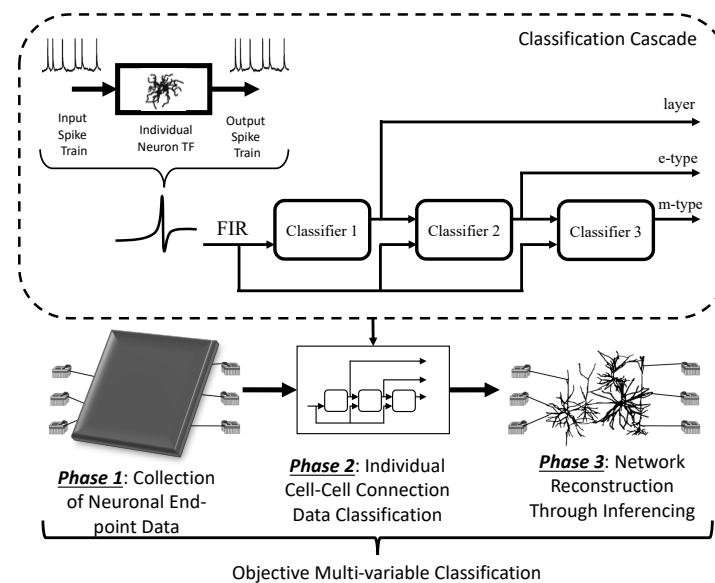 Classification Cascade
Input
Spike
Train
Individual
Neuron TF
Output
Spike
Train
layer
e-type
m-type
FIR
Classifier 1
Classifier 2
Classifier 3
Phase 1: Collection
of Neuronal End-
point Data
Phase 2: Individual
Cell-Cell Connection
Data Classification
Phase 3: Network
Reconstruction
Through Inferencing
Objective Multi-variable Classification